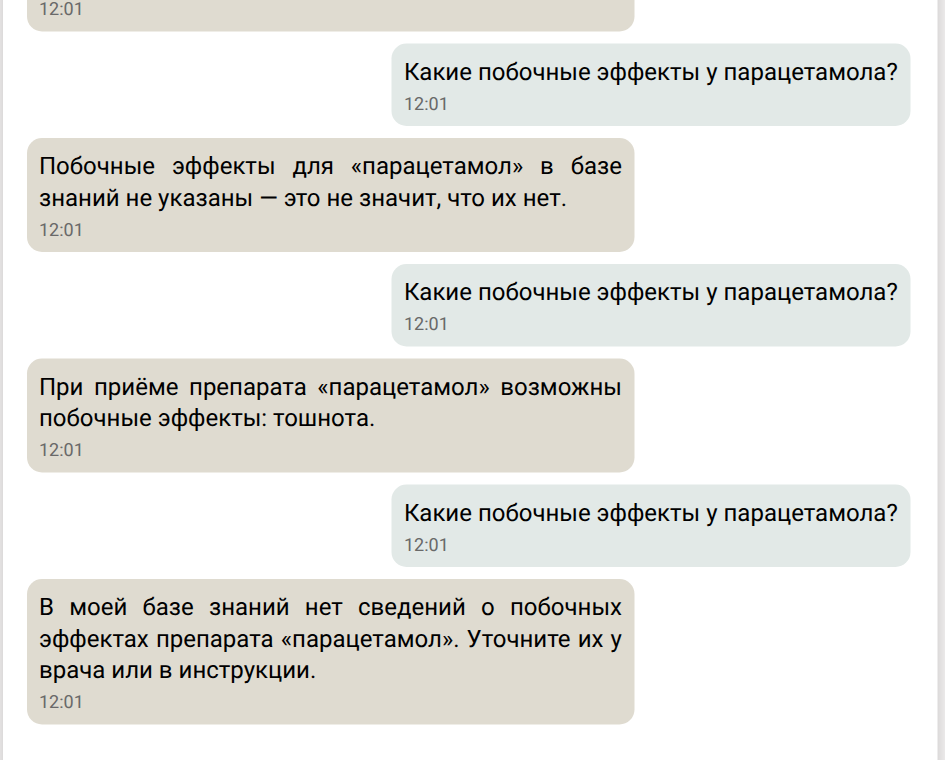 12:01
Какие побочные эффекты у парацетамола?
12:01
Побочные эффекты для «парацетамол» в базе
знаний не указаны — это не значит, что их нет.
12:01
Какие побочные эффекты у парацетамола?
12:01
При приёме препарата «парацетамол» возможны
побочные эффекты: тошнота.
12:01
Какие побочные эффекты у парацетамола?
12:01
В моей базе знаний нет сведений о побочных
эффектах препарата «парацетамол». Уточните их у
врача или в инструкции.
12:01